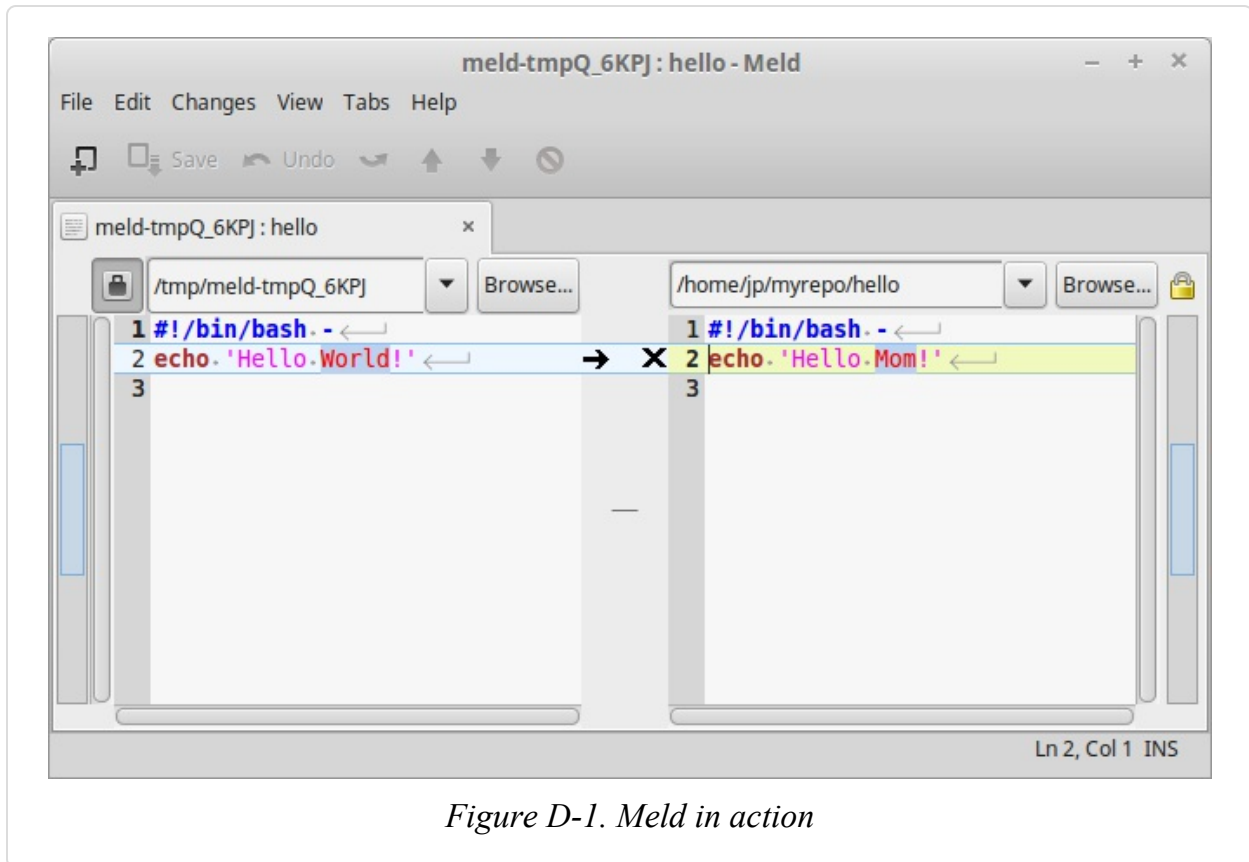 meld-tmpQ_6KPJ : hello - Meld
File Edit Changes View Tabs Help
Save Undo
meld-tmpQ_6KPJ : hello
/tmp/meld-tmpQ_6KPJ Browse... /home/jp/myrepo/hello Browse...
1 #!/bin/bash - 1 #!/bin/bash -
2 echo 'Hello World!' 2 echo 'Hello Mom!'
3 3
Ln 2, Col 1 INS
Figure D-1. Meld in action